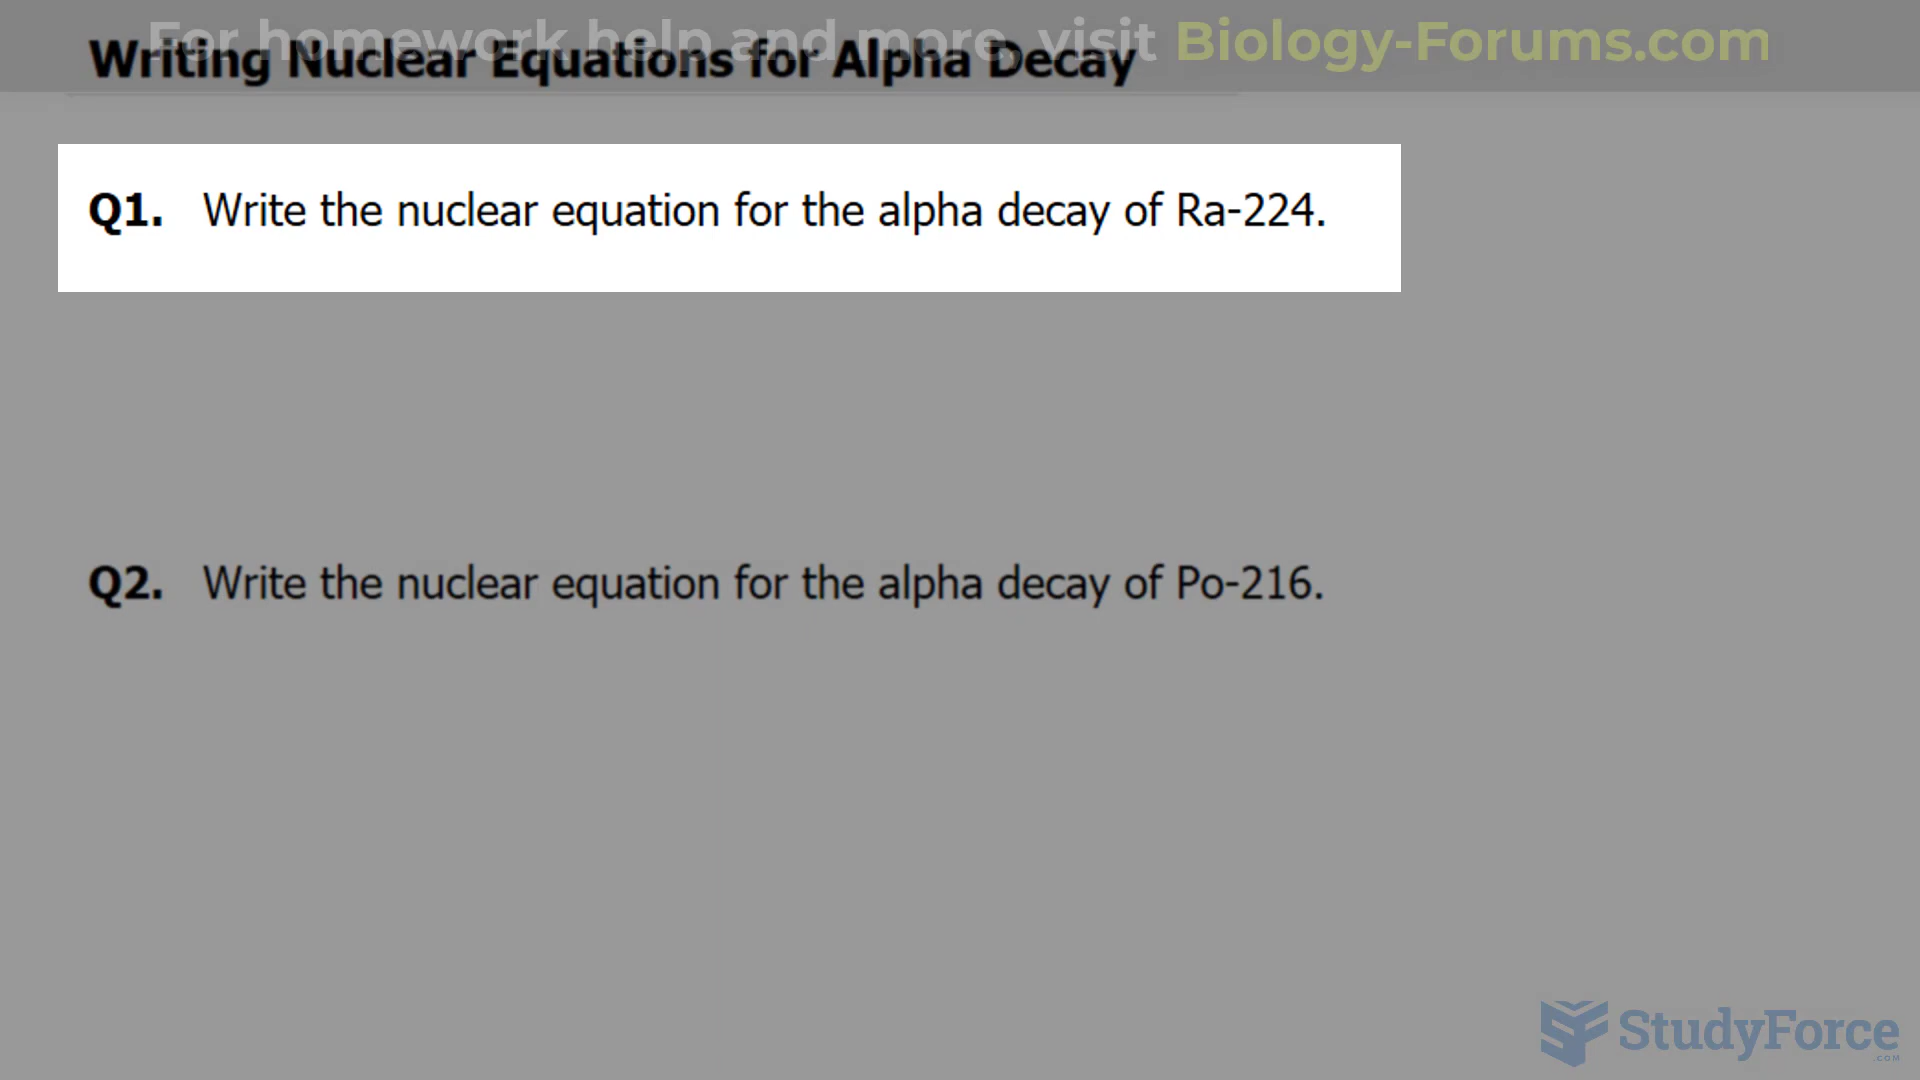 For homework help and more, visit Biology-Forums.com
Writing Nuclear Equations for Alpha Decay
Q1. Write the nuclear equation for the alpha decay of Ra-224.
Q2. Write the nuclear equation for the alpha decay of Po-216.
StudyForce
.COM